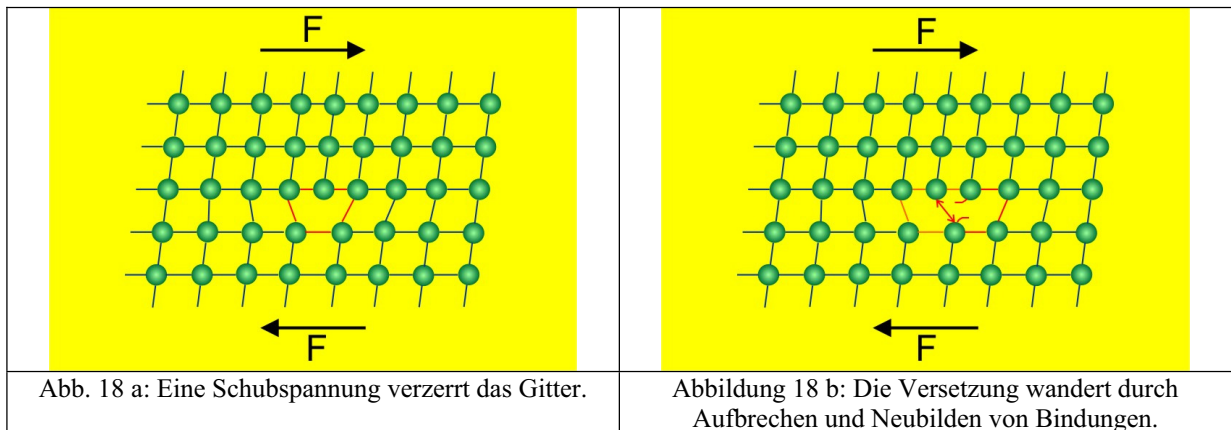 F
F
Abb. 18 a: Eine Schubspannung verzerrt das Gitter.
F
F
Abbildung 18 b: Die Versetzung wandert durch
Aufbrechen und Neubilden von Bindungen.